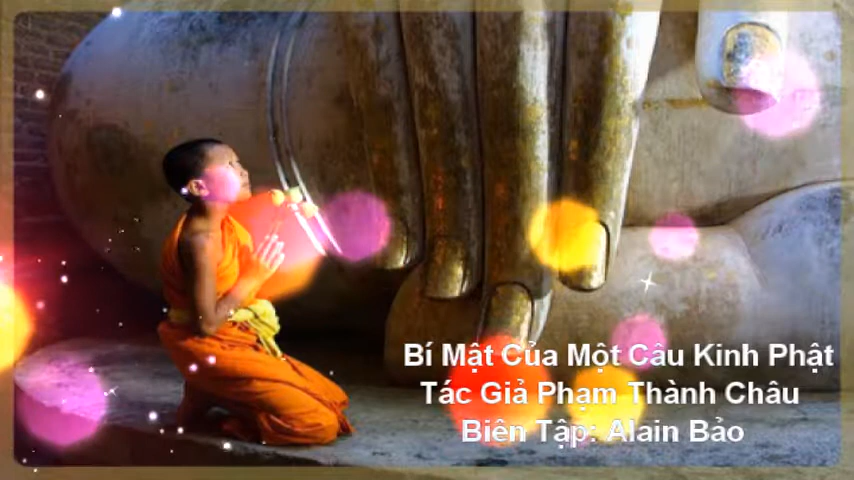 Bí Mật Của Một Câu Kinh Phật
Tác Giả Phạm Thành Châu
Biên Tập: Alain Bảo